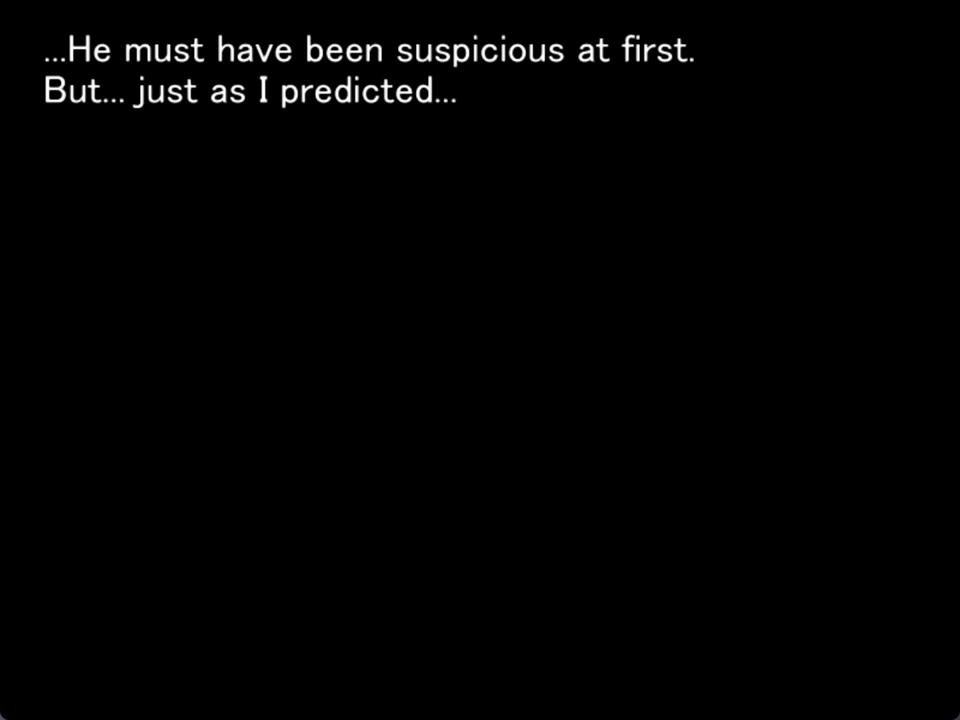 ...He must have been suspicious at first.
But... just as I predicted...